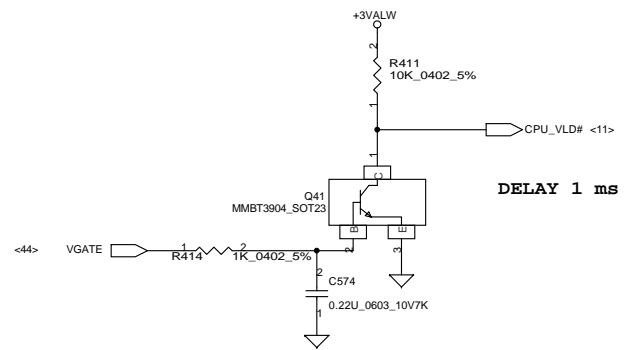 +3VALW
2
R411
10K_0402_5%
1
CPU_VLD# <11>
1
C
Q41
MMBT3904_SOT23
DELAY 1 ms
B
E
<44> VGATE
1
2
R414
1K_0402_5%
2
3
2
C574
0.22U_0603_10V7K
1